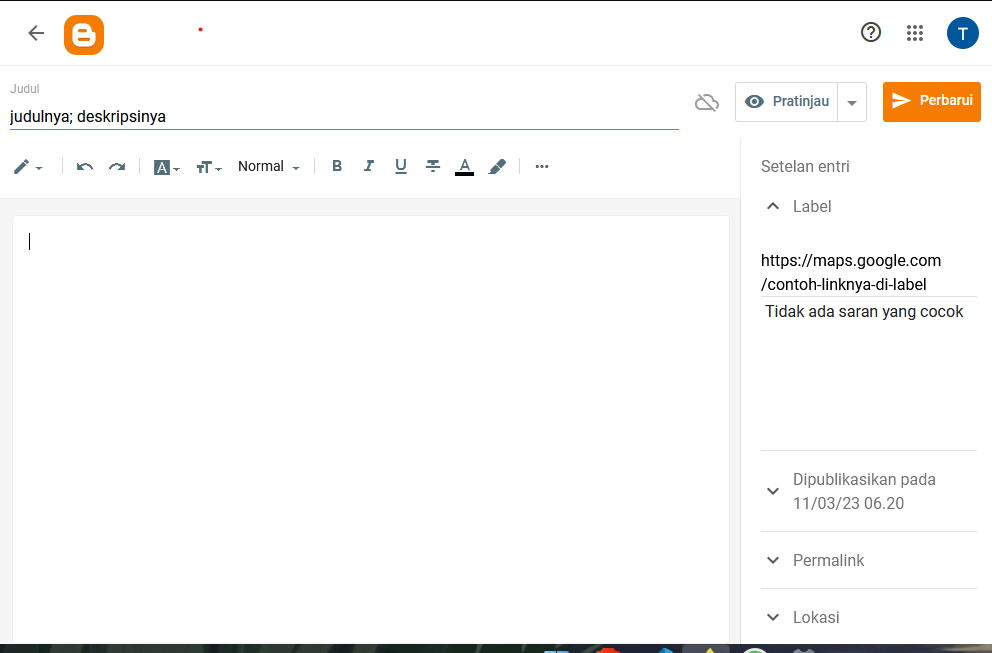 T
Judul
judulnya; deskripsinya
Pratinjau
Perbarui
A
TT
Normal
B
I
U
A
Setelan entri
Label
https://maps.google.com
/contoh-linknya-di-label
Tidak ada saran yang cocok
Dipublikasikan pada
11/03/23 06.20
Permalink
Lokasi